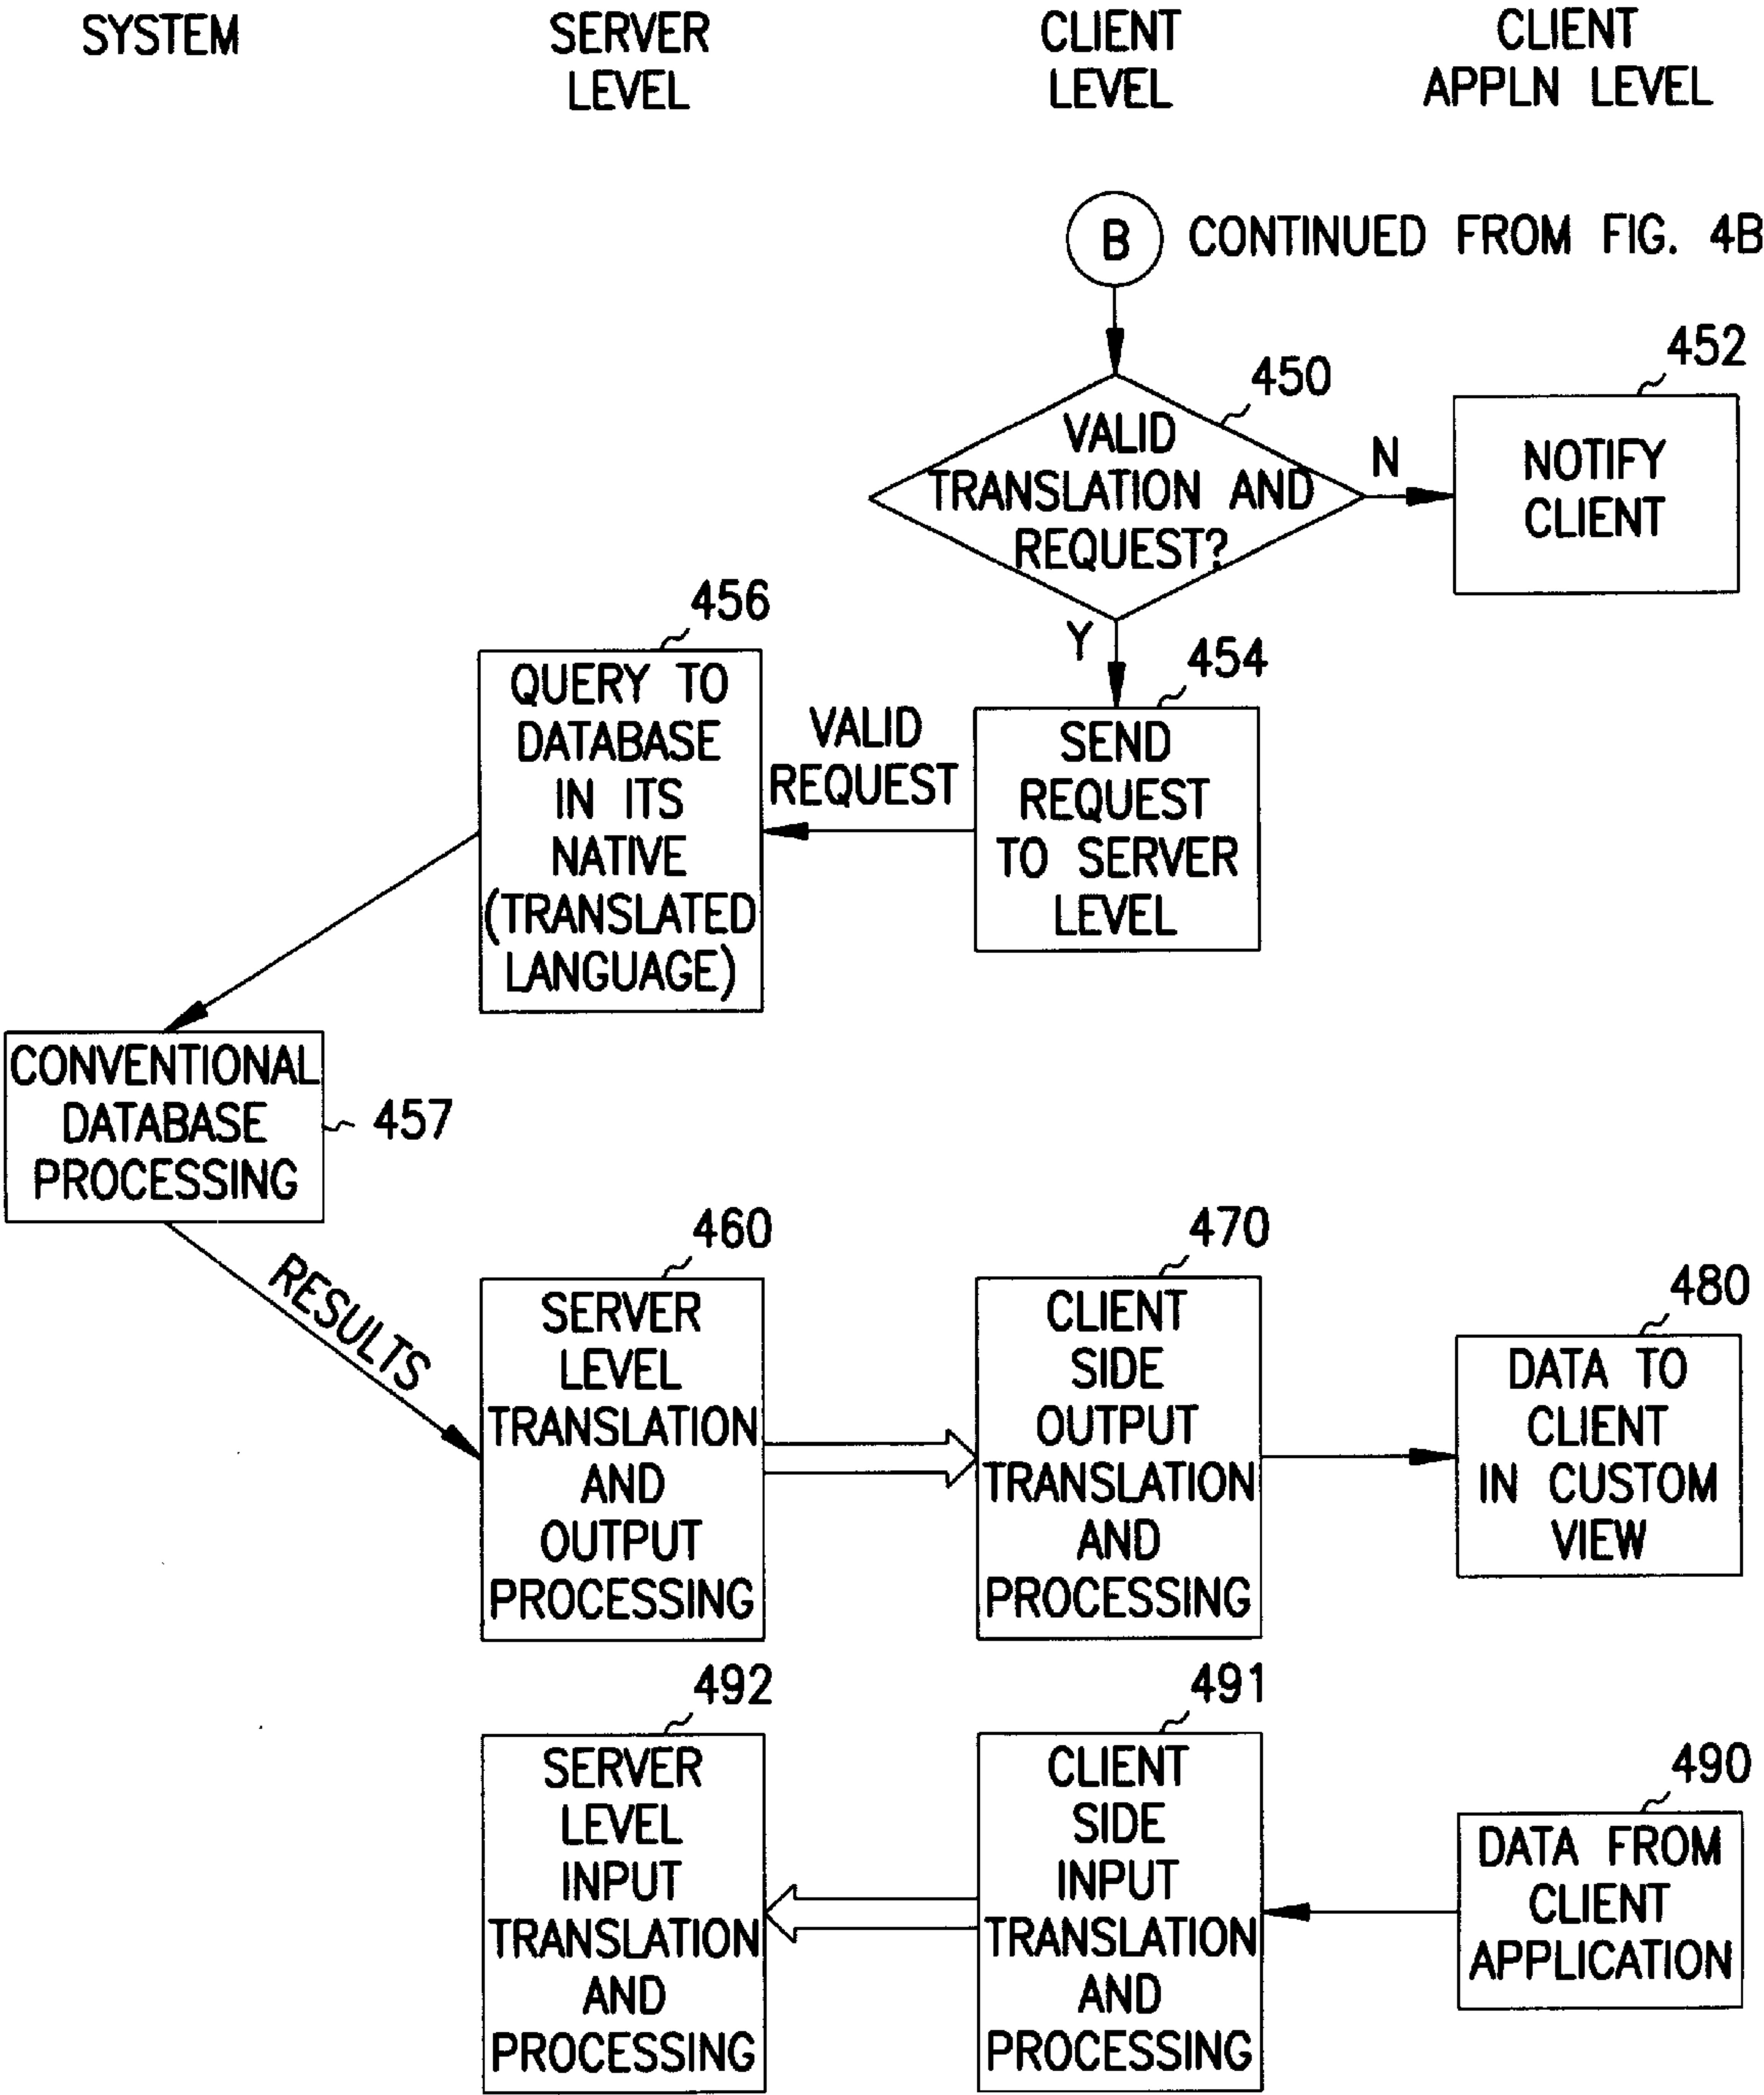 SYSTEM
SERVER
LEVEL
CLIENT
LEVEL
CLIENT
APPLN LEVEL
B
CONTINUED FROM FIG. 4B
450
VALID
TRANSLATION AND
REQUEST?
N
452
NOTIFY
CLIENT
Y
454
SEND
REQUEST
TO SERVER
LEVEL
VALID
REQUEST
456
QUERY TO
DATABASE
IN ITS
NATIVE
(TRANSLATED
LANGUAGE)
CONVENTIONAL
DATABASE
PROCESSING
457
RESULTS
460
SERVER
LEVEL
TRANSLATION
AND
OUTPUT
PROCESSING
470
CLIENT
SIDE
OUTPUT
TRANSLATION
AND
PROCESSING
480
DATA TO
CLIENT
IN CUSTOM
VIEW
492
SERVER
LEVEL
INPUT
TRANSLATION
AND
PROCESSING
491
CLIENT
SIDE
INPUT
TRANSLATION
AND
PROCESSING
490
DATA FROM
CLIENT
APPLICATION